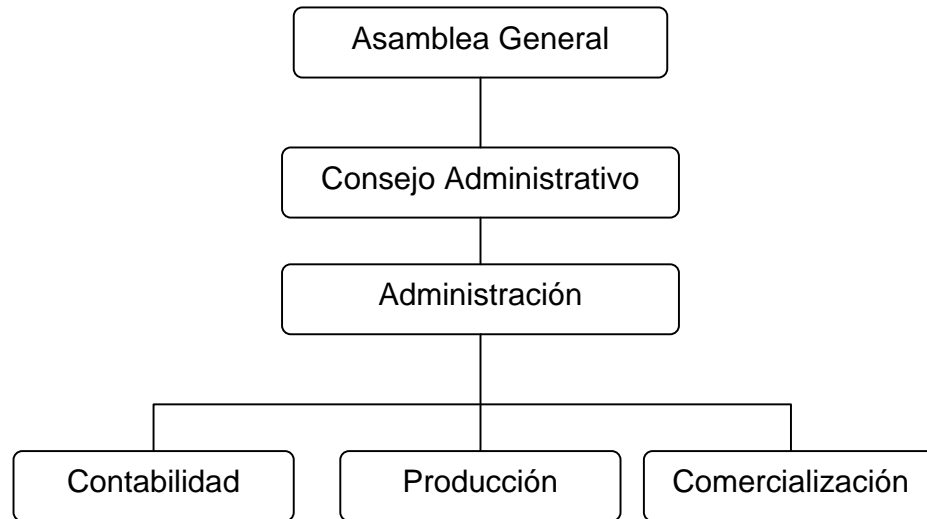 Asamblea General
Consejo Administrativo
Administración
Contabilidad
Producción
Comercialización